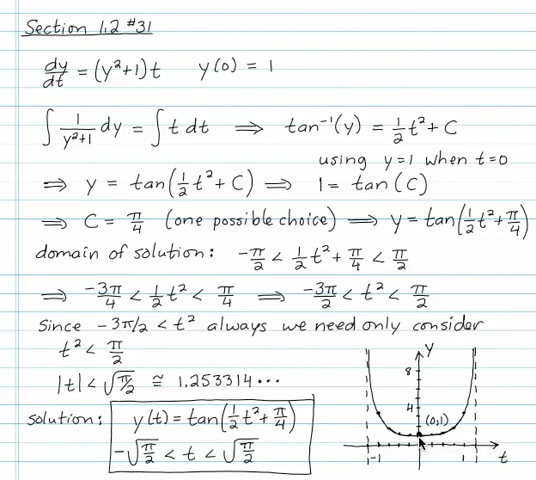 Section 1.2 #31
dy/dt = (y²+1)t y(0) = 1
∫ 1/(y²+1) dy = ∫ t dt ⟹ tan⁻¹(y) = ½t² + C
using y=1 when t=0
⟹ y = tan(½t² + C) ⟹ 1 = tan(C)
⟹ C = π/4 (one possible choice) ⟹ y = tan(½t² + π/4)
domain of solution: -π/2 < ½t² + π/4 < π/2
⟹ -3π/4 < ½t² < π/4 ⟹ -3π/2 < t² < π/2
Since -3π/2 < t² always we need only consider
t² < π/2
|t| < √(π/2) ≅ 1.253314...
solution: y(t) = tan(½t² + π/4)
-√(π/2) < t < √(π/2)
y
8
4
(0,1)
-1 1 t